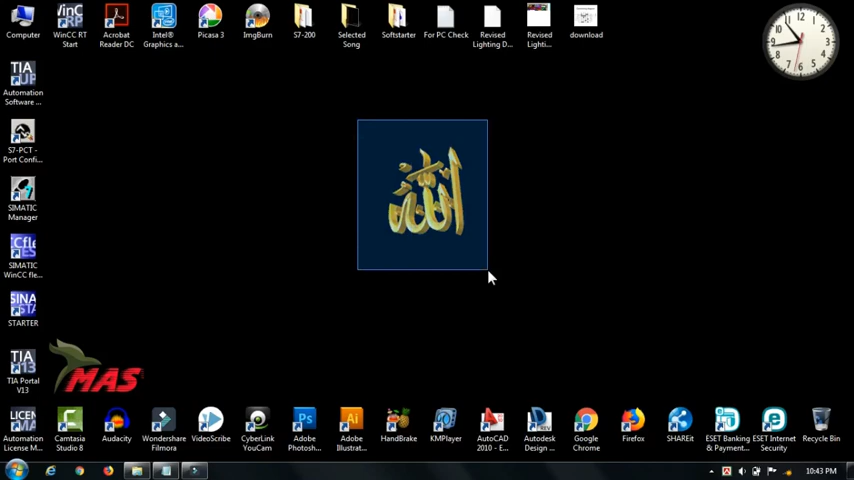 Computer
WinCC RT
Start
Acrobat
Reader DC
Intel®
Graphics a...
Picasa 3
ImgBurn
S7-200
Selected
Song
Softstarter
For PC Check
Revised
Lighting D...
Revised
Lighti...
download
TIA
UP
Automation
Software ...
S7-PCT -
Port Confi...
SIMATIC
Manager
الله
SIMATIC
WinCC fle...
STARTER
TIA
V13
TIA Portal
V13
MAS
Automation
License M...
Camtasia
Studio 8
Audacity
Wondershare
Filmora
VideoScribe
CyberLink
YouCam
Adobe
Photosh...
Adobe
Illustrat...
HandBrake
KMPlayer
AutoCAD
2010 - E...
Autodesk
Design ...
Google
Chrome
Firefox
SHAREit
ESET Banking
& Payment...
ESET Internet
Security
Recycle Bin
10:43 PM